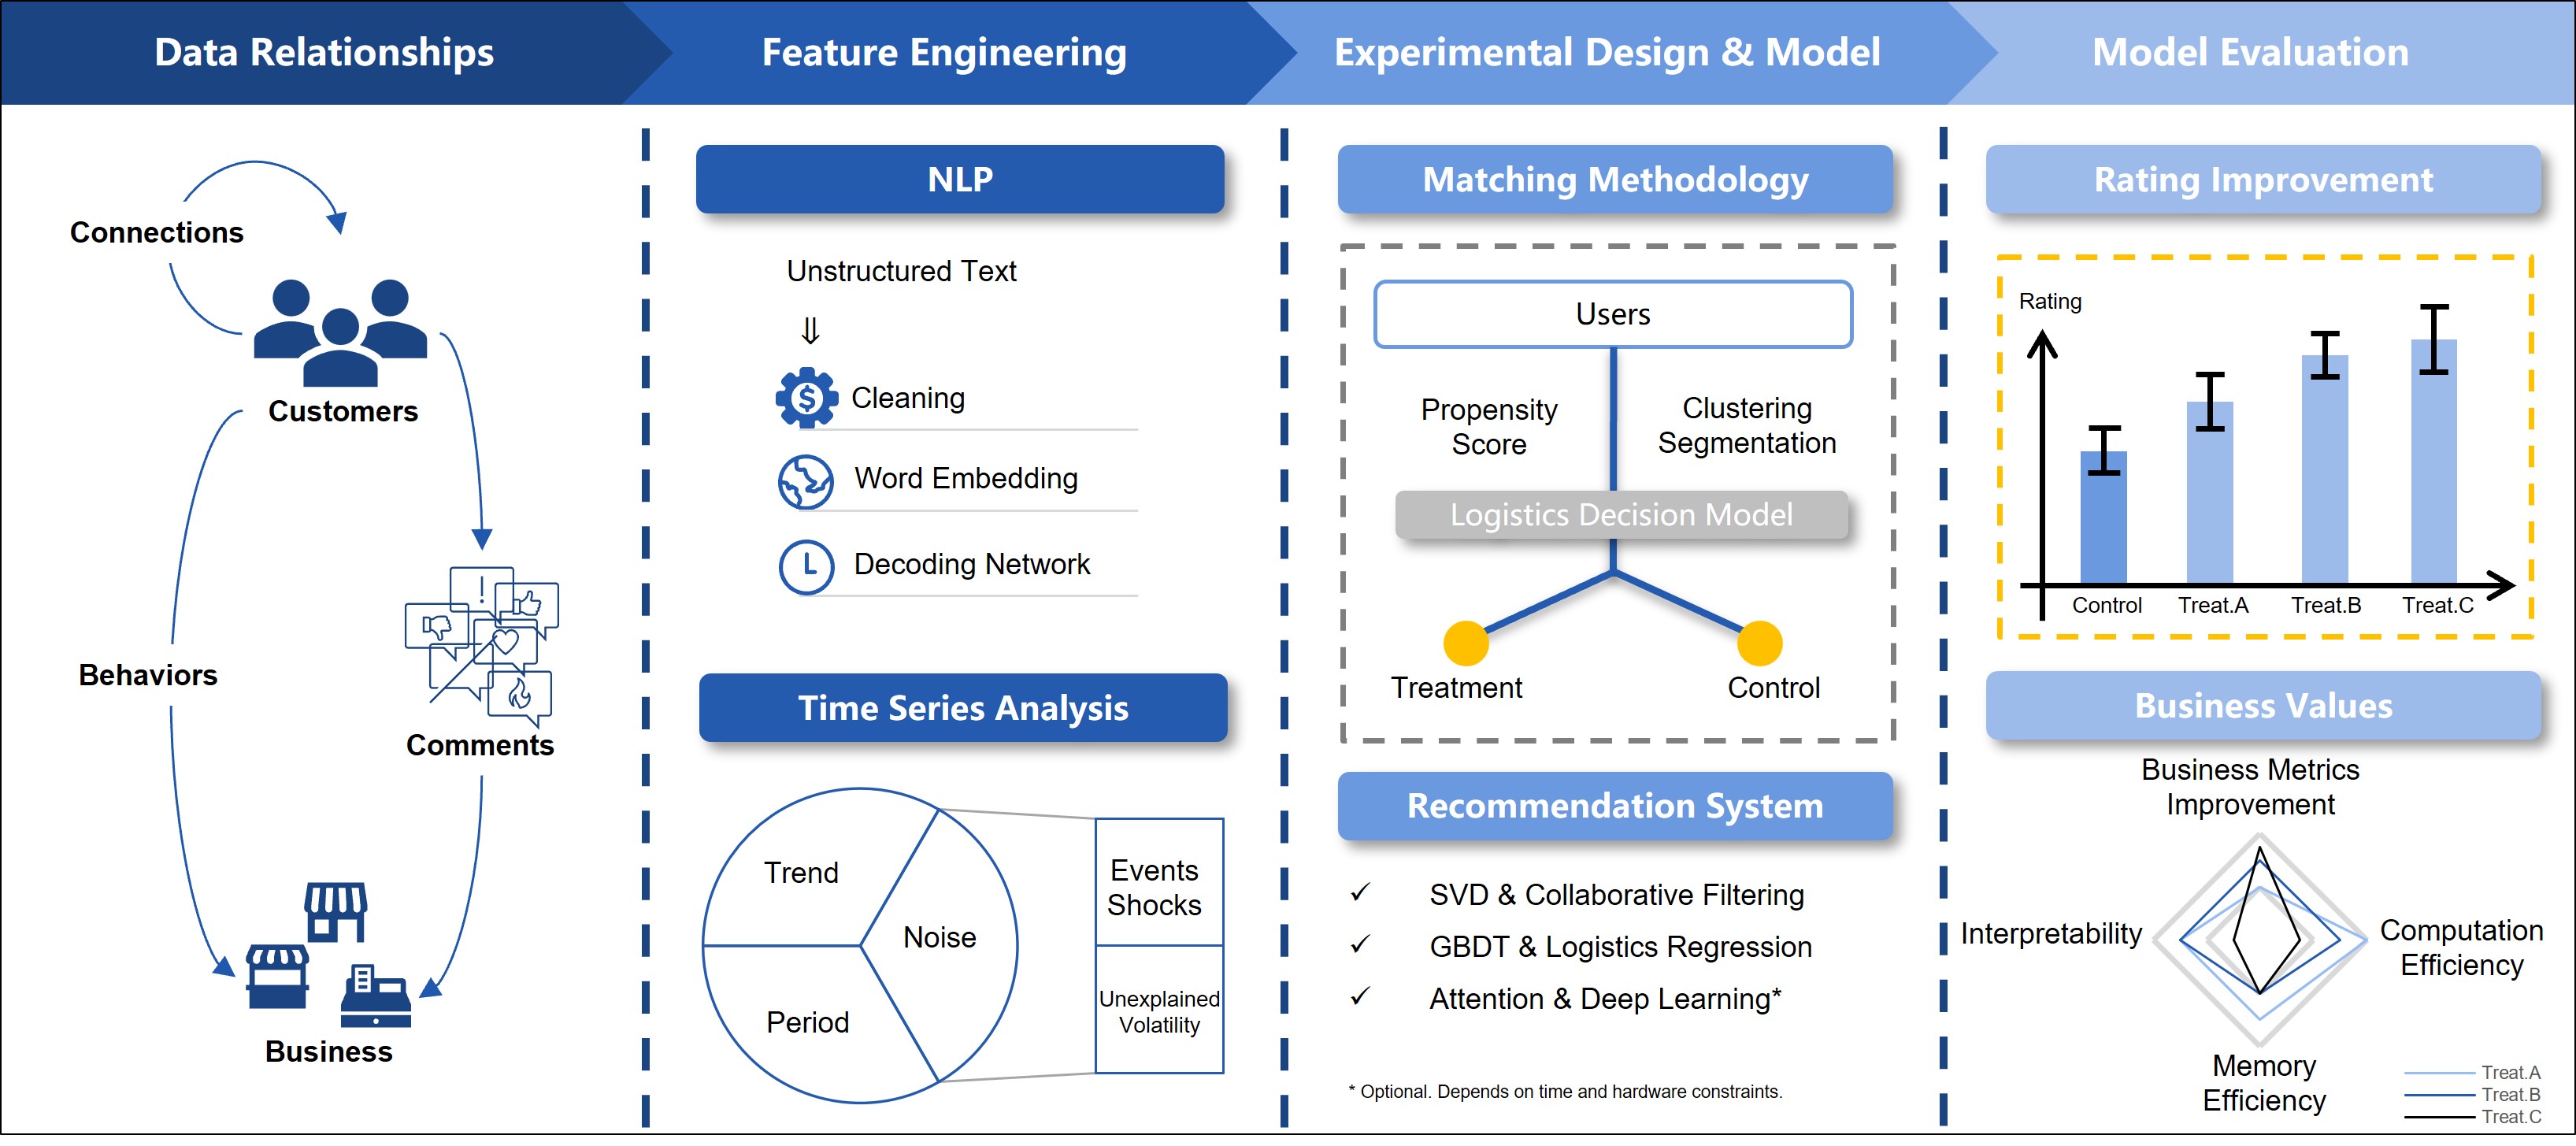 Data Relationships
Feature Engineering
Experimental Design & Model
Model Evaluation
Connections
Customers
Behaviors
Comments
Business
NLP
Unstructured Text
⇓
Cleaning
Word Embedding
Decoding Network
Time Series Analysis
Trend
Noise
Period
Events
Shocks
Unexplained
Volatility
Matching Methodology
Users
Propensity
Score
Clustering
Segmentation
Logistics Decision Model
Treatment
Control
Recommendation System
✓ SVD & Collaborative Filtering
✓ GBDT & Logistics Regression
✓ Attention & Deep Learning*
* Optional. Depends on time and hardware constraints.
Rating Improvement
Rating
Control
Treat.A
Treat.B
Treat.C
Business Values
Business Metrics
Improvement
Interpretability
Computation
Efficiency
Memory
Efficiency
Treat.A
Treat.B
Treat.C